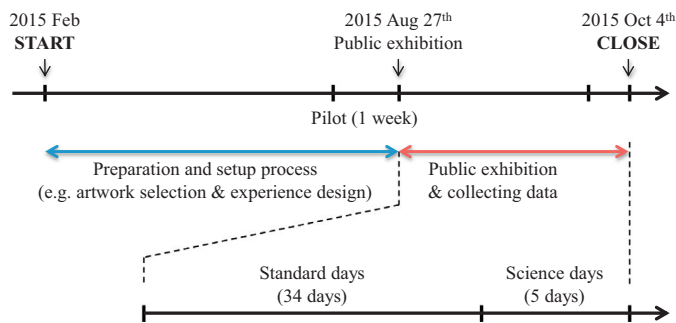 2015 Feb
START
2015 Aug 27th
Public exhibition
2015 Oct 4th
CLOSE
Pilot (1 week)
Preparation and setup process
(e.g. artwork selection & experience design)
Public exhibition
& collecting data
Standard days
(34 days)
Science days
(5 days)